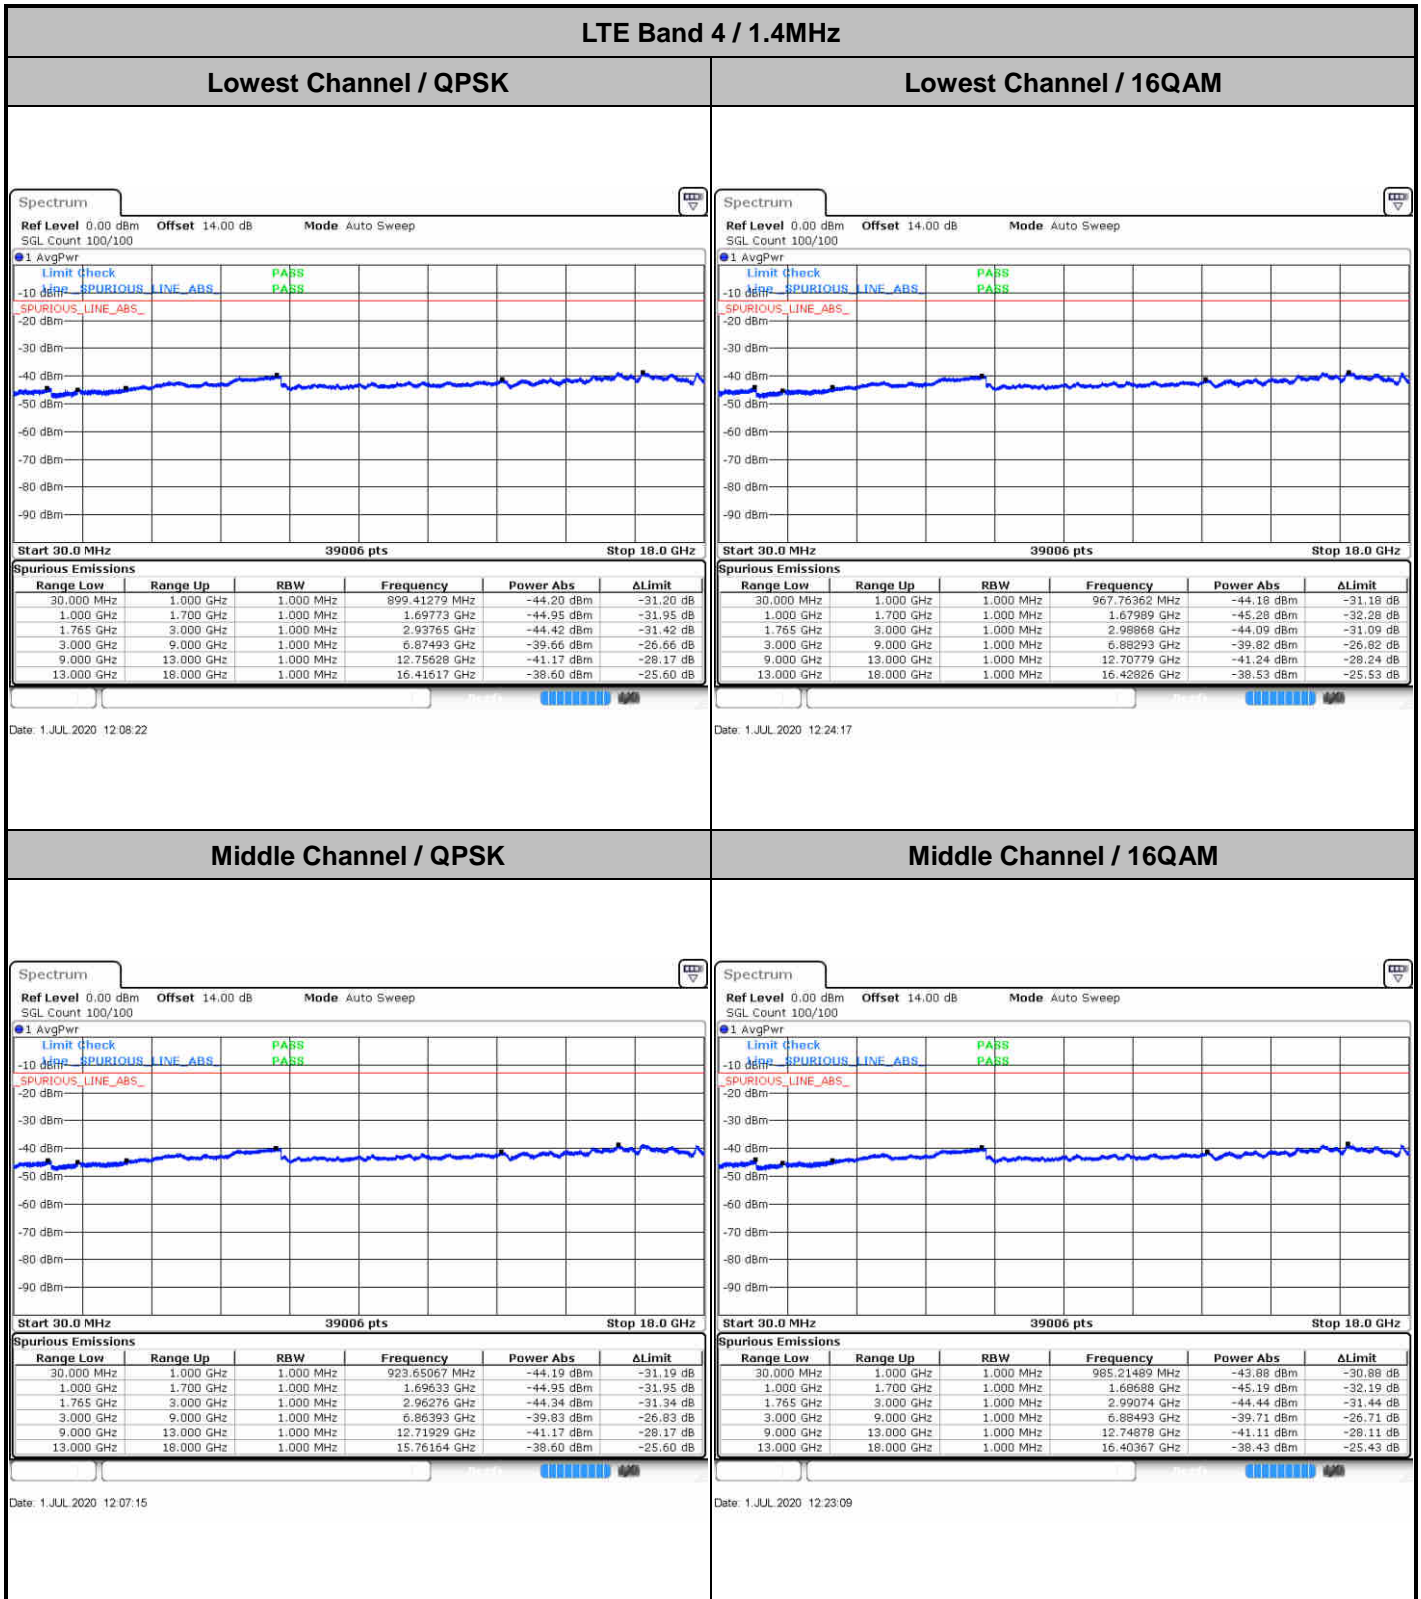 LTE Band 4 / 1.4MHz
Lowest Channel / QPSK
Lowest Channel / 16QAM
Spectrum
Ref Level 0.00 dBm Offset 14.00 dB Mode Auto Sweep
SGL Count 100/100
1 AvgPwr
Limit Check PASS
Line _SPURIOUS_LINE_ABS_ PASS
_SPURIOUS_LINE_ABS_
-10 dBm
-20 dBm
-30 dBm
-40 dBm
-50 dBm
-60 dBm
-70 dBm
-80 dBm
-90 dBm
Start 30.0 MHz 39006 pts Stop 18.0 GHz
Spurious Emissions
Range Low Range Up RBW Frequency Power Abs ΔLimit
30.000 MHz 1.000 GHz 1.000 MHz 899.41279 MHz -44.20 dBm -31.20 dB
1.000 GHz 1.700 GHz 1.000 MHz 1.69773 GHz -44.95 dBm -31.95 dB
1.765 GHz 3.000 GHz 1.000 MHz 2.93765 GHz -44.42 dBm -31.42 dB
3.000 GHz 9.000 GHz 1.000 MHz 6.87493 GHz -39.66 dBm -26.66 dB
9.000 GHz 13.000 GHz 1.000 MHz 12.75628 GHz -41.17 dBm -28.17 dB
13.000 GHz 18.000 GHz 1.000 MHz 16.41617 GHz -38.60 dBm -25.60 dB
Date: 1.JUL.2020 12:08:22
Spectrum
Ref Level 0.00 dBm Offset 14.00 dB Mode Auto Sweep
SGL Count 100/100
1 AvgPwr
Limit Check PASS
Line _SPURIOUS_LINE_ABS_ PASS
_SPURIOUS_LINE_ABS_
-10 dBm
-20 dBm
-30 dBm
-40 dBm
-50 dBm
-60 dBm
-70 dBm
-80 dBm
-90 dBm
Start 30.0 MHz 39006 pts Stop 18.0 GHz
Spurious Emissions
Range Low Range Up RBW Frequency Power Abs ΔLimit
30.000 MHz 1.000 GHz 1.000 MHz 967.76362 MHz -44.18 dBm -31.18 dB
1.000 GHz 1.700 GHz 1.000 MHz 1.67989 GHz -45.28 dBm -32.28 dB
1.765 GHz 3.000 GHz 1.000 MHz 2.98868 GHz -44.09 dBm -31.09 dB
3.000 GHz 9.000 GHz 1.000 MHz 6.88293 GHz -39.82 dBm -26.82 dB
9.000 GHz 13.000 GHz 1.000 MHz 12.70779 GHz -41.24 dBm -28.24 dB
13.000 GHz 18.000 GHz 1.000 MHz 16.42826 GHz -38.53 dBm -25.53 dB
Date: 1.JUL.2020 12:24:17
Middle Channel / QPSK
Middle Channel / 16QAM
Spectrum
Ref Level 0.00 dBm Offset 14.00 dB Mode Auto Sweep
SGL Count 100/100
1 AvgPwr
Limit Check PASS
Line _SPURIOUS_LINE_ABS_ PASS
_SPURIOUS_LINE_ABS_
-10 dBm
-20 dBm
-30 dBm
-40 dBm
-50 dBm
-60 dBm
-70 dBm
-80 dBm
-90 dBm
Start 30.0 MHz 39006 pts Stop 18.0 GHz
Spurious Emissions
Range Low Range Up RBW Frequency Power Abs ΔLimit
30.000 MHz 1.000 GHz 1.000 MHz 923.65067 MHz -44.19 dBm -31.19 dB
1.000 GHz 1.700 GHz 1.000 MHz 1.69633 GHz -44.95 dBm -31.95 dB
1.765 GHz 3.000 GHz 1.000 MHz 2.96276 GHz -44.34 dBm -31.34 dB
3.000 GHz 9.000 GHz 1.000 MHz 6.86393 GHz -39.83 dBm -26.83 dB
9.000 GHz 13.000 GHz 1.000 MHz 12.71929 GHz -41.17 dBm -28.17 dB
13.000 GHz 18.000 GHz 1.000 MHz 15.76164 GHz -38.60 dBm -25.60 dB
Date: 1.JUL.2020 12:07:15
Spectrum
Ref Level 0.00 dBm Offset 14.00 dB Mode Auto Sweep
SGL Count 100/100
1 AvgPwr
Limit Check PASS
Line _SPURIOUS_LINE_ABS_ PASS
_SPURIOUS_LINE_ABS_
-10 dBm
-20 dBm
-30 dBm
-40 dBm
-50 dBm
-60 dBm
-70 dBm
-80 dBm
-90 dBm
Start 30.0 MHz 39006 pts Stop 18.0 GHz
Spurious Emissions
Range Low Range Up RBW Frequency Power Abs ΔLimit
30.000 MHz 1.000 GHz 1.000 MHz 985.21489 MHz -43.88 dBm -30.88 dB
1.000 GHz 1.700 GHz 1.000 MHz 1.68688 GHz -45.19 dBm -32.19 dB
1.765 GHz 3.000 GHz 1.000 MHz 2.99074 GHz -44.44 dBm -31.44 dB
3.000 GHz 9.000 GHz 1.000 MHz 6.88493 GHz -39.71 dBm -26.71 dB
9.000 GHz 13.000 GHz 1.000 MHz 12.74878 GHz -41.11 dBm -28.11 dB
13.000 GHz 18.000 GHz 1.000 MHz 16.40367 GHz -38.43 dBm -25.43 dB
Date: 1.JUL.2020 12:23:09